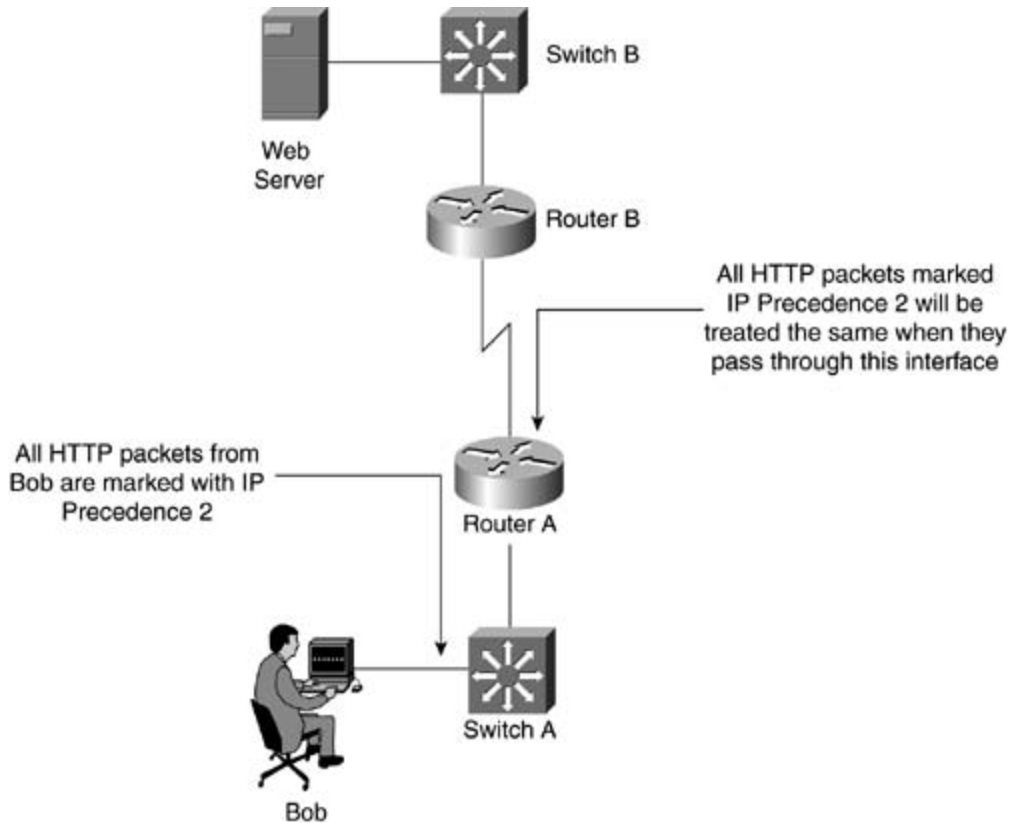 Switch B
Web
Server
Router B
All HTTP packets marked
IP Precedence 2 will be
treated the same when they
pass through this interface
All HTTP packets from
Bob are marked with IP
Precedence 2
Router A
Switch A
Bob